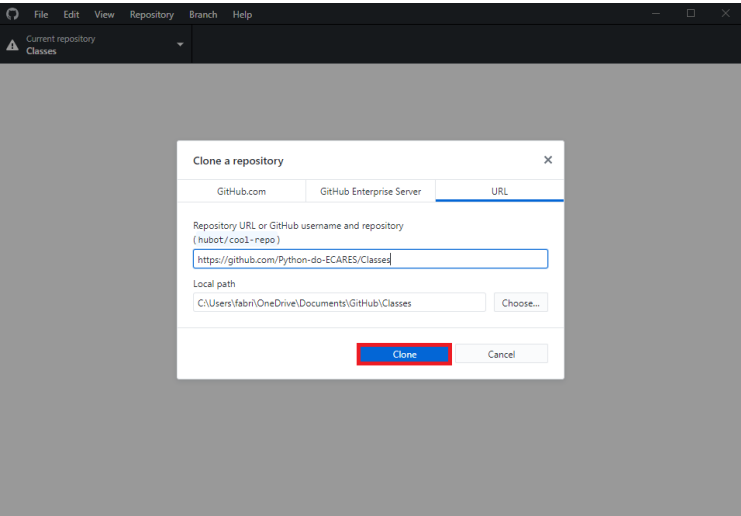 File Edit View Repository Branch Help
Current repository
Classes
Clone a repository
GitHub.com GitHub Enterprise Server URL
Repository URL or GitHub username and repository
(hubot/cool-repo)
https://github.com/Python-do-ECARES/Classes
Local path
C:\Users\fabri\OneDrive\Documents\GitHub\Classes Choose...
Clone Cancel